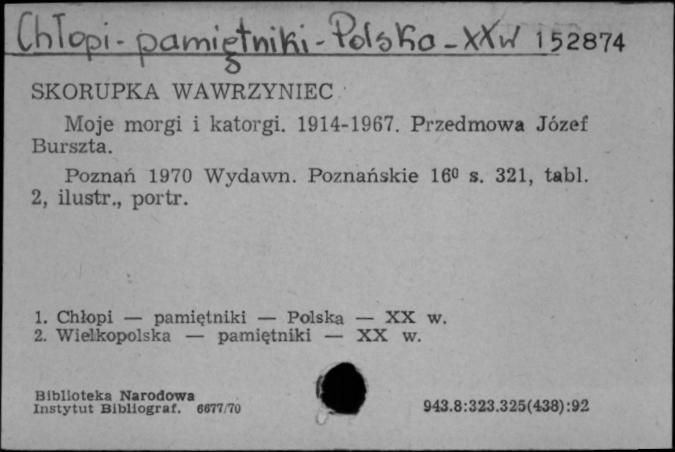 Chłopi - pamiętniki - Polska - XX w 152874
SKORUPKA WAWRZYNIEC
Moje morgi i katorgi. 1914-1967. Przedmowa Józef
Burszta.
Poznań 1970 Wydawn. Poznańskie 16⁰ s. 321, tabl.
2, ilustr., portr.
1. Chłopi — pamiętniki — Polska — XX w.
2. Wielkopolska — pamiętniki — XX w.
Biblioteka Narodowa
Instytut Bibliograf. 6677/70
943.8:323.325(438):92